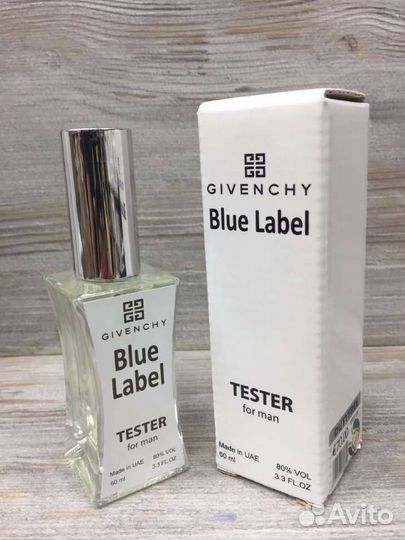 GIVENCHY
Blue Label
TESTER
for man
Made in UAE
60 ml
80% VOL
3.3 FL.OZ
GIVENCHY
Blue
Label
TESTER
for man
Made in UAE
60 ml
80% VOL
3.3 FL.OZ
Avito